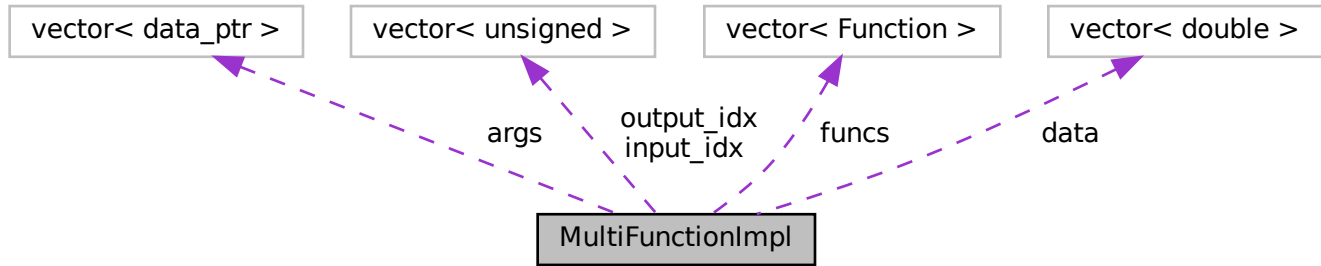 vector< data_ptr >
vector< unsigned >
vector< Function >
vector< double >
args
output_idx
input_idx
funcs
data
MultiFunctionImpl